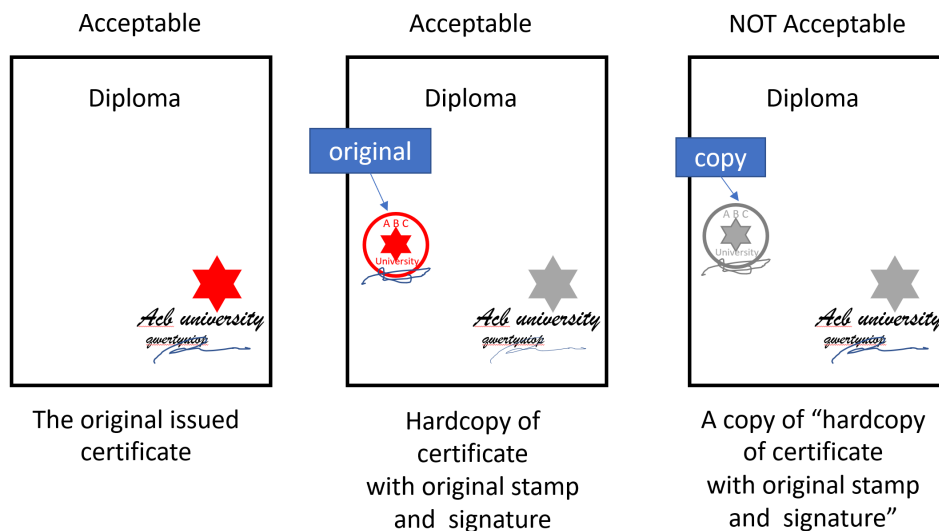 Acceptable
Diploma
Acb university
qwertyuiop
The original issued
certificate
Acceptable
Diploma
original
A B C
University
Acb university
qwertyuiop
Hardcopy of
certificate
with original stamp
and signature
NOT Acceptable
Diploma
copy
A B C
University
Acb university
qwertyuiop
A copy of “hardcopy
of certificate
with original stamp
and signature”